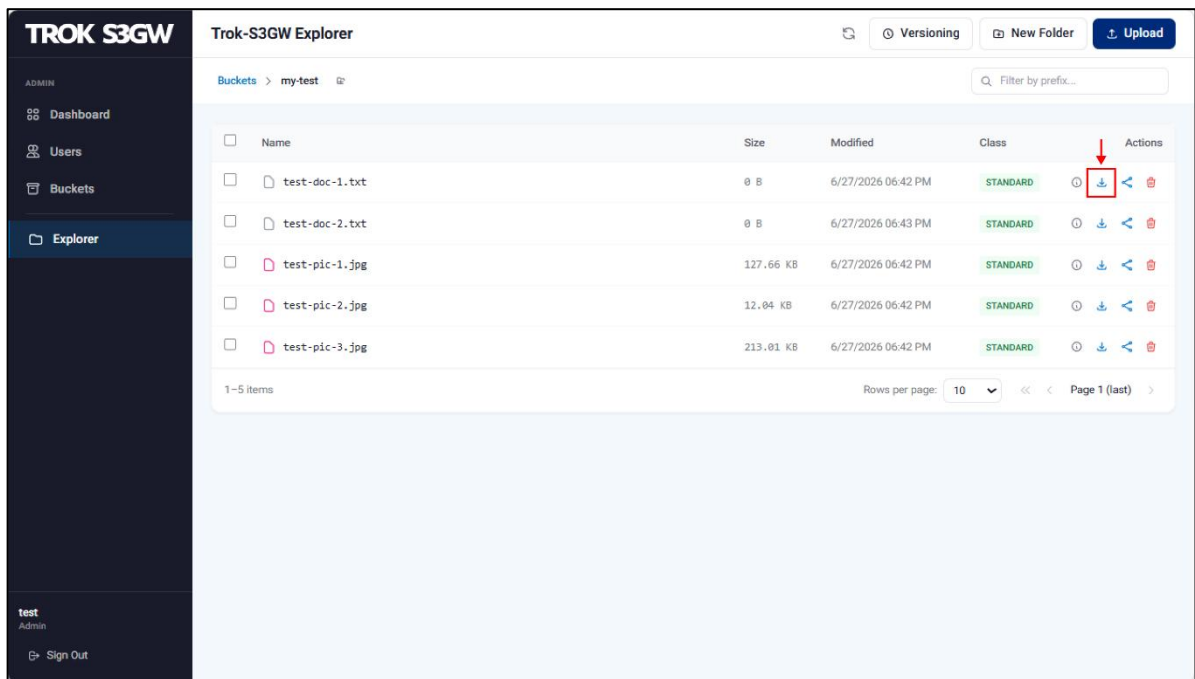 TROK S3GW
Trok-S3GW Explorer
Versioning
New Folder
Upload
ADMIN
Dashboard
Users
Buckets
Explorer
Buckets > my-test
Filter by prefix...
Name Size Modified Class Actions
test-doc-1.txt 0 B 6/27/2026 06:42 PM STANDARD
test-doc-2.txt 0 B 6/27/2026 06:43 PM STANDARD
test-pic-1.jpg 127.66 KB 6/27/2026 06:42 PM STANDARD
test-pic-2.jpg 12.04 KB 6/27/2026 06:42 PM STANDARD
test-pic-3.jpg 213.01 KB 6/27/2026 06:42 PM STANDARD
1–5 items
Rows per page: 10
Page 1 (last)
test
Admin
Sign Out